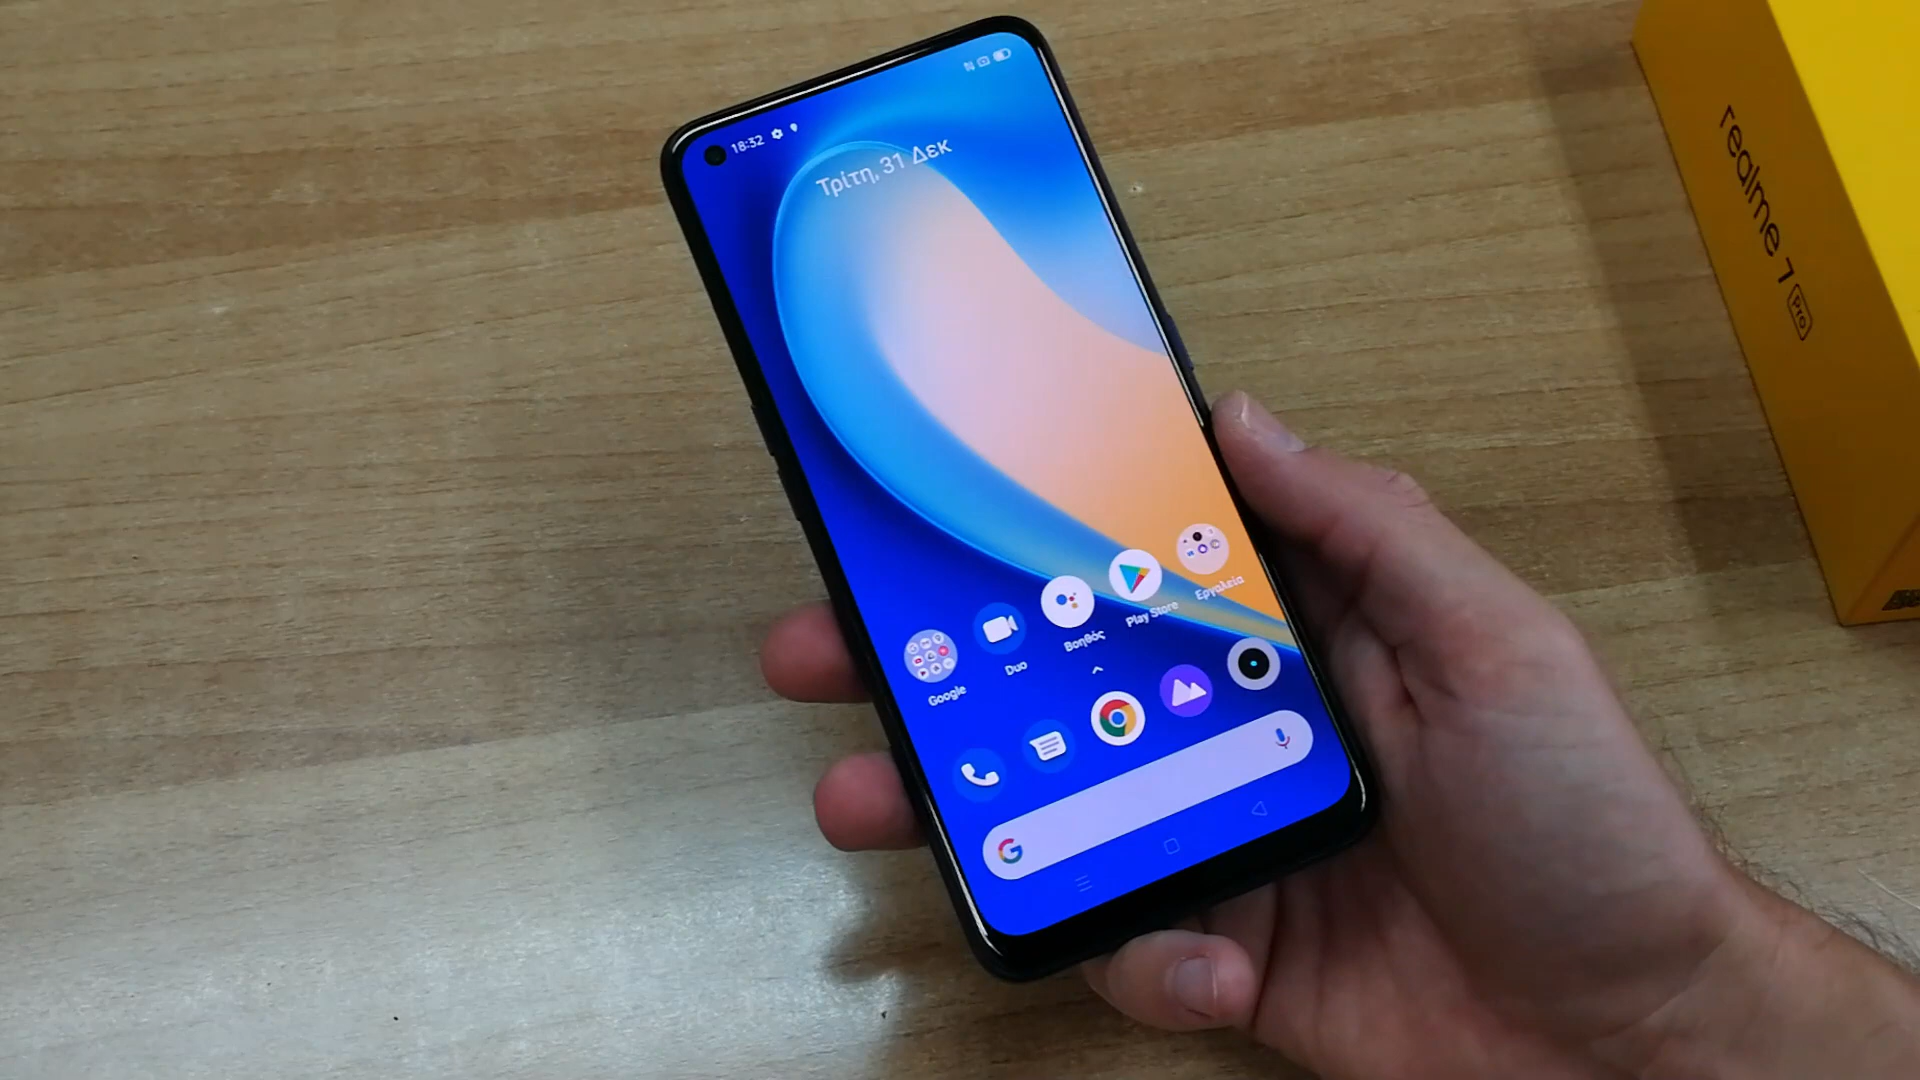 18:32
Τρίτη, 31 Δεκ
Google
Duo
Βοηθός
Play Store
Εργαλεία
realme 7 Pro